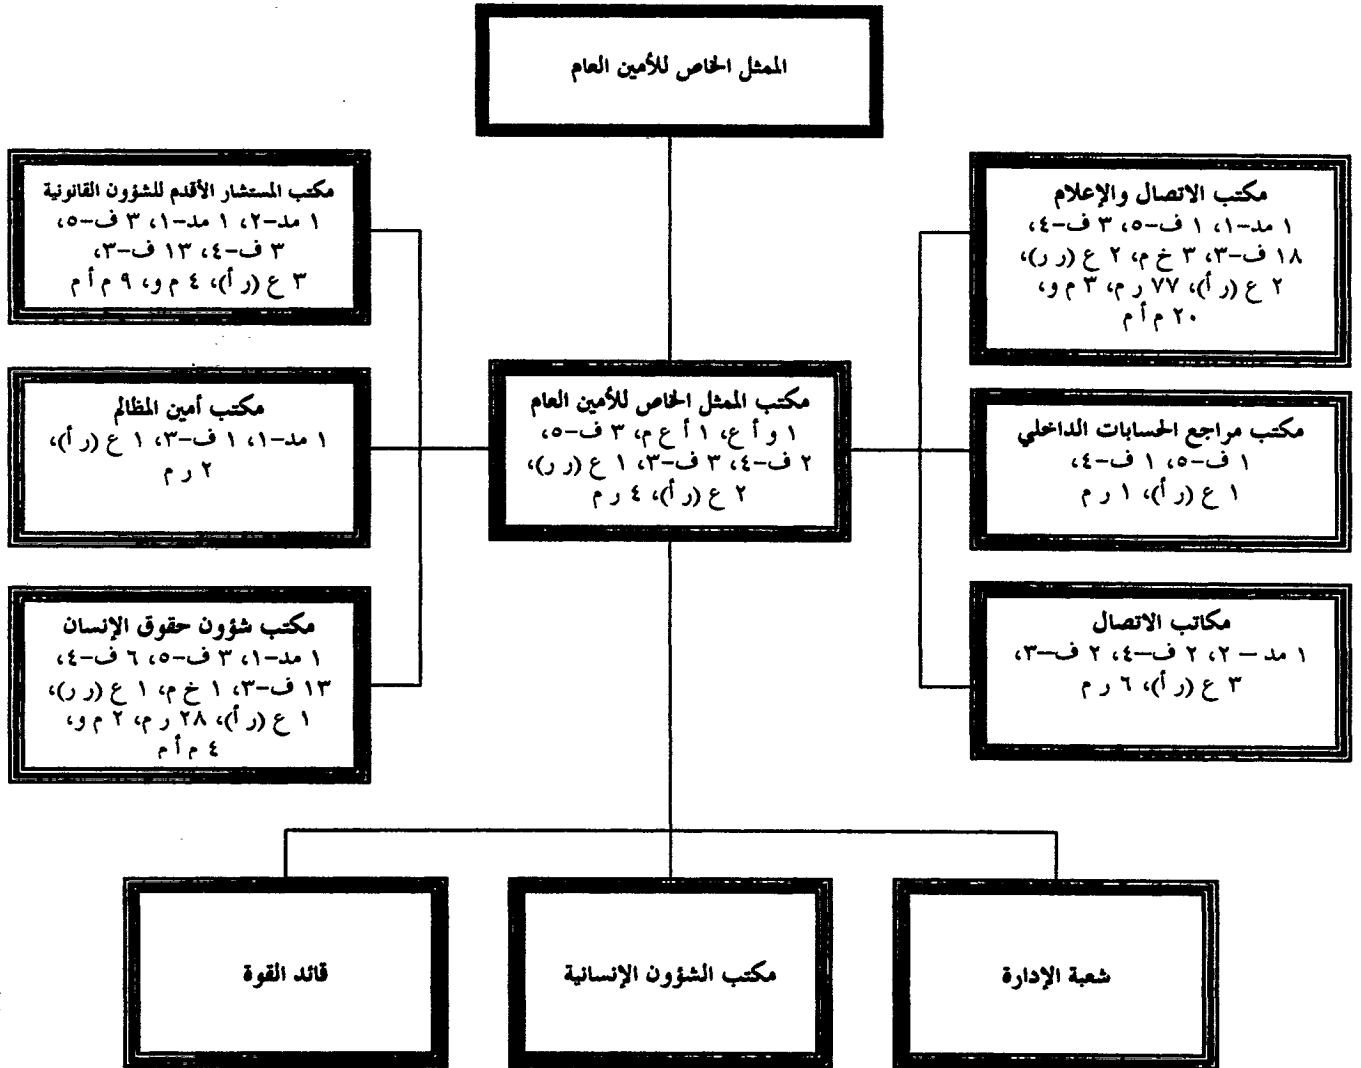 الممثل الخاص للأمين العام
مكتب الاتصال والإعلام
١ مد-١، ١ ف-٥، ٣ ف-٤،
١٨ ف-٣، ٣ خ م، ٢ ع (ر ر)،
٢ ع (ر أ)، ٧٧ ر م، ٣ م و،
٢٠ م أ م
مكتب المستشار الأقدم للشؤون القانونية
١ مد-٢، ١ مد-١، ٣ ف-٥،
٣ ف-٤، ١٣ ف-٣،
٣ ع (ر أ)، ٤ م و، ٩ م أ م
مكتب الممثل الخاص للأمين العام
١ و أ ع، ١ أ ع م، ٣ ف-٥،
٢ ف-٤، ٣ ف-٣، ١ ع (ر ر)،
٢ ع (ر أ)، ٤ ر م
مكتب مراجع الحسابات الداخلي
١ ف-٥، ١ ف-٤،
١ ع (ر أ)، ١ ر م
مكتب أمين المظالم
١ مد-١، ١ ف-٣، ١ ع (ر أ)،
٢ ر م
مكاتب الاتصال
١ مد – ٢، ٢ ف–٤، ٢ ف–٣،
٣ ع (ر أ)، ٦ ر م
مكتب شؤون حقوق الإنسان
١ مد-١، ٣ ف-٥، ٦ ف-٤،
١٣ ف-٣، ١ خ م، ١ ع (ر ر)،
١ ع (ر أ)، ٢٨ ر م، ٢ م و،
٤ م أ م
شعبة الإدارة
مكتب الشؤون الإنسانية
قائد القوة